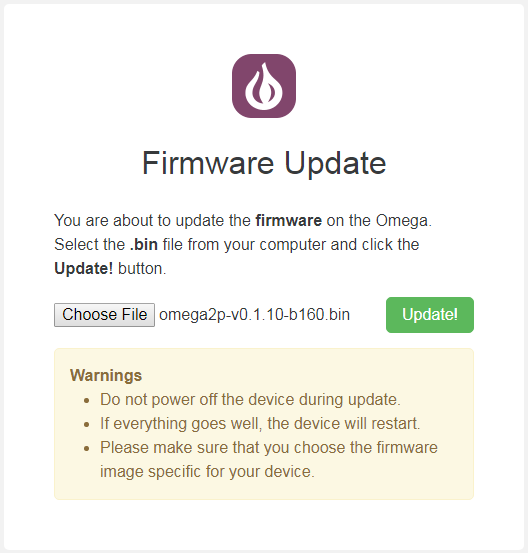 Firmware Update
You are about to update the firmware on the Omega.
Select the .bin file from your computer and click the
Update! button.
Choose File omega2p-v0.1.10-b160.bin Update!
Warnings
• Do not power off the device during update.
• If everything goes well, the device will restart.
• Please make sure that you choose the firmware
image specific for your device.